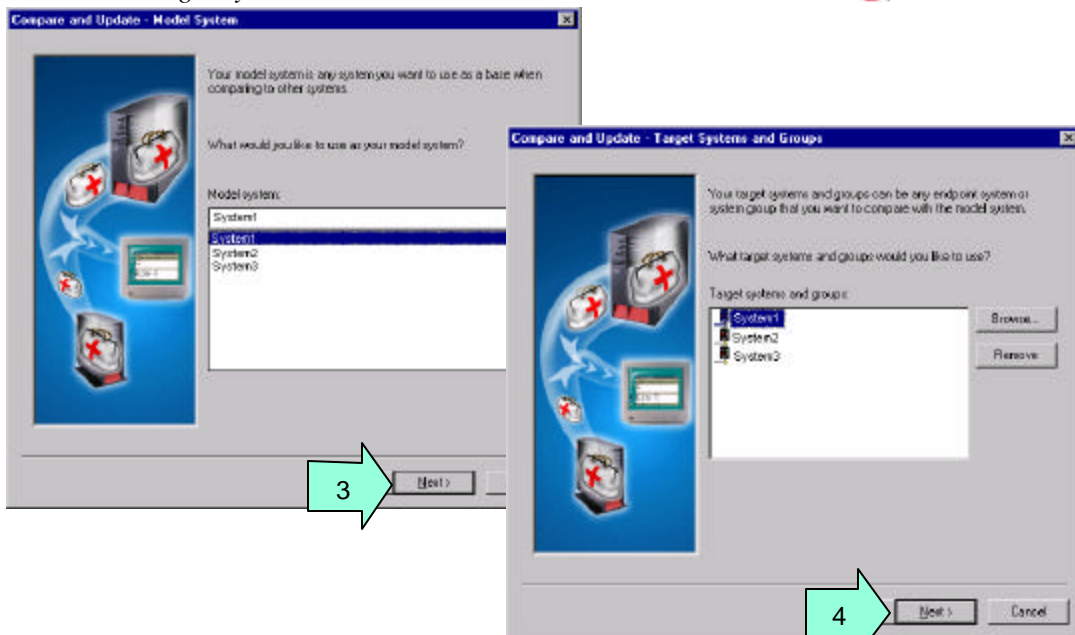 Compare and Update - Model System
Your model system is any system you want to use as a base when
comparing to other systems.
What would you like to use as your model system?
Model system:
System1
System1
System2
System3
Next >
3
Compare and Update - Target Systems and Groups
Your target systems and groups can be any endpoint system or
system group that you want to compare with the model system.
What target systems and groups would you like to use?
Target systems and groups:
System1
System2
System3
Browse...
Remove
4
Next >
Cancel